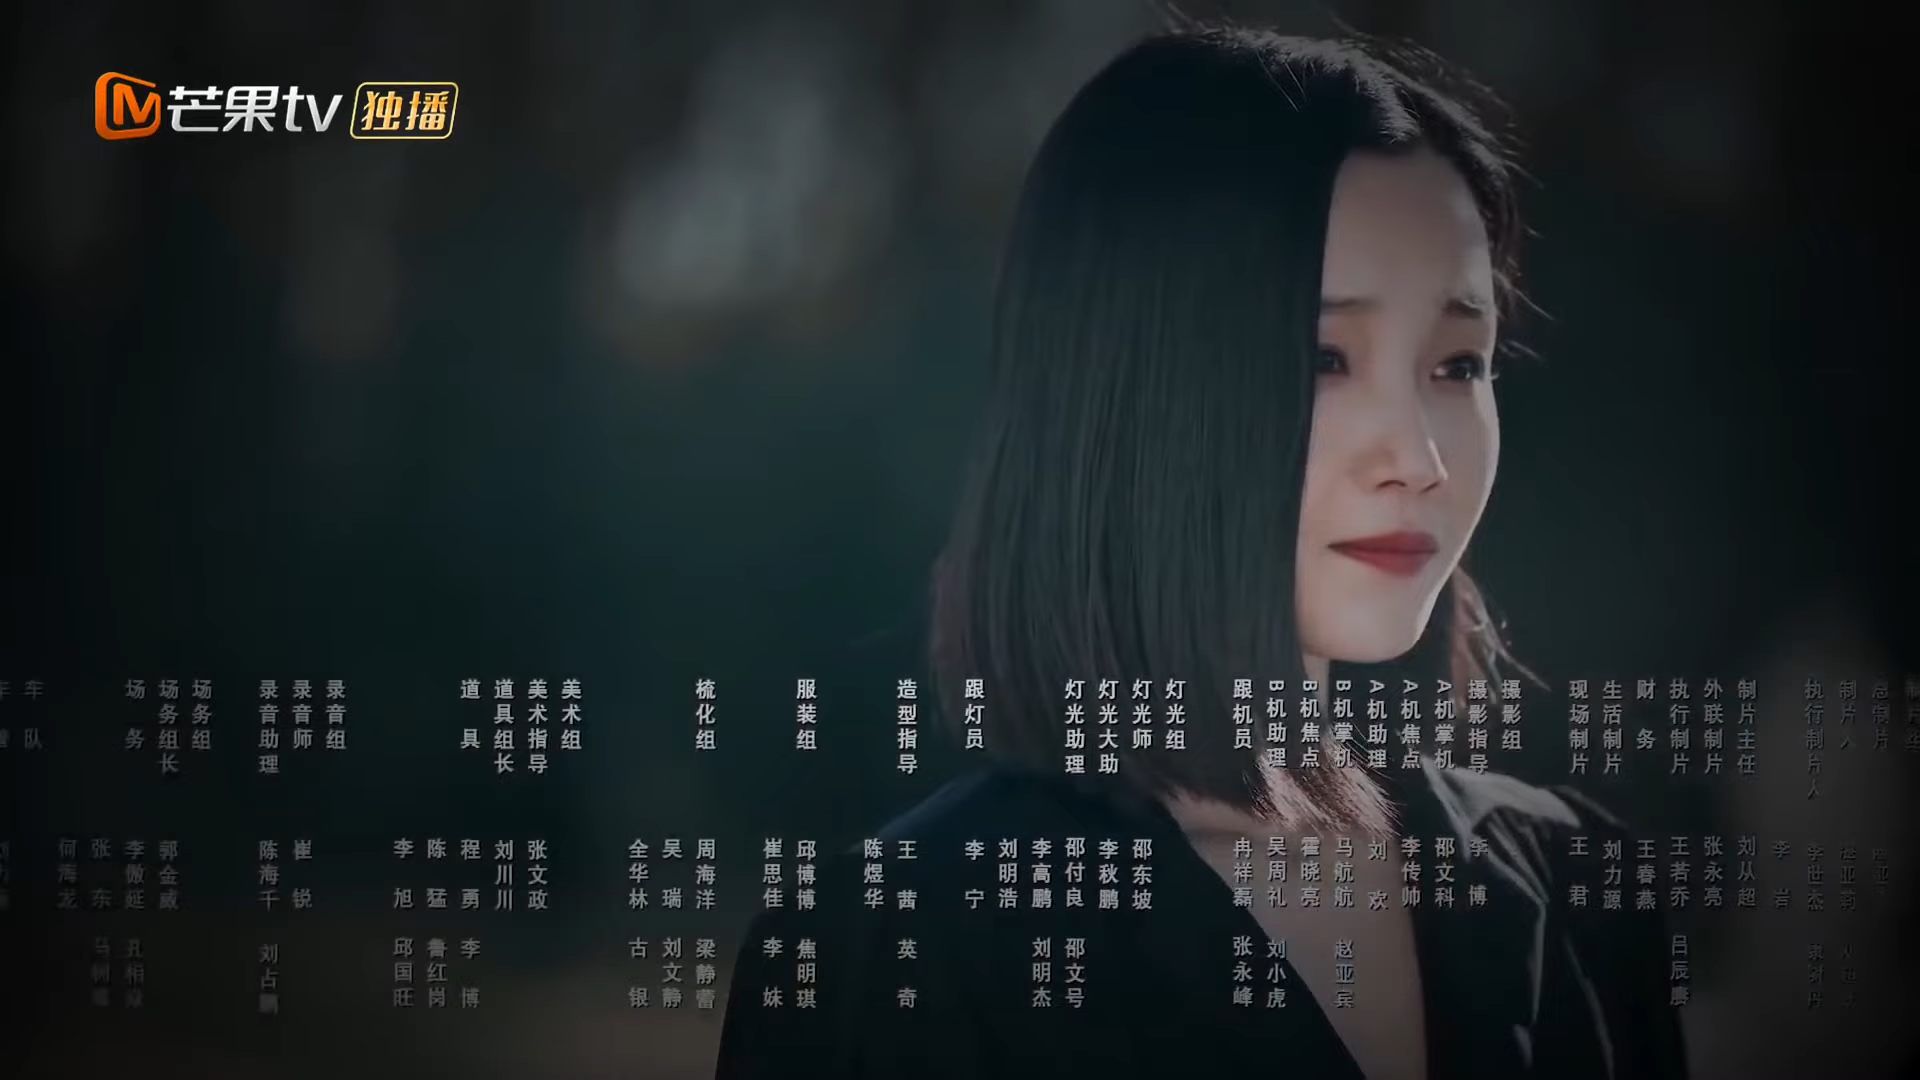 芒果tv 独播
制片人
执行制片人
李岩
制片主任
刘从超
外联制片
张永亮
执行制片
王若乔
吕辰赓
财务
王春燕
生活制片
刘力源
现场制片
王君
摄影组
摄影指导
李博
A机掌机
邵文科
A机焦点
李传帅
A机助理
刘欢
B机掌机
马航航
赵亚宾
B机焦点
霍晓亮
B机助理
吴周礼
刘小虎
跟机员
冉祥磊
张永峰
灯光组
灯光师
邵东坡
灯光大助
李秋鹏
灯光助理
邵付良
邵文号
李高鹏
刘明杰
刘明浩
跟灯员
李宁
造型指导
王茜
英奇
陈煜华
服装组
邱博博
焦明琪
崔思佳
李妹
梳化组
周海洋
梁静蕾
吴瑞
刘文静
全华林
古银
美术组
美术指导
张文政
道具组长
刘川川
道具
程勇
李博
陈猛
鲁红岗
李旭
邱国旺
录音组
录音师
崔锐
录音助理
陈海千
刘占鹏
场务组
场务组长
郭金威
场务
李傲延
张东
何海龙
车队